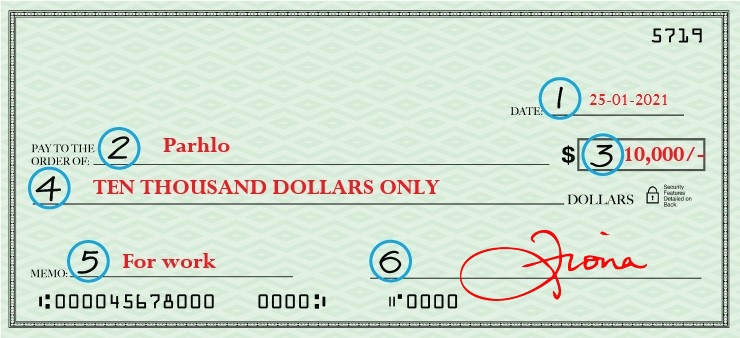 5719
DATE: 1 25-01-2021
PAY TO THE ORDER OF: 2 Parhlo
$ 3 10,000/-
4 TEN THOUSAND DOLLARS ONLY DOLLARS
Security
Features
Detailed on
Back
MEMO: 5 For work
6 Fiona
⑆000045678000 0000⑆ ⑈0000